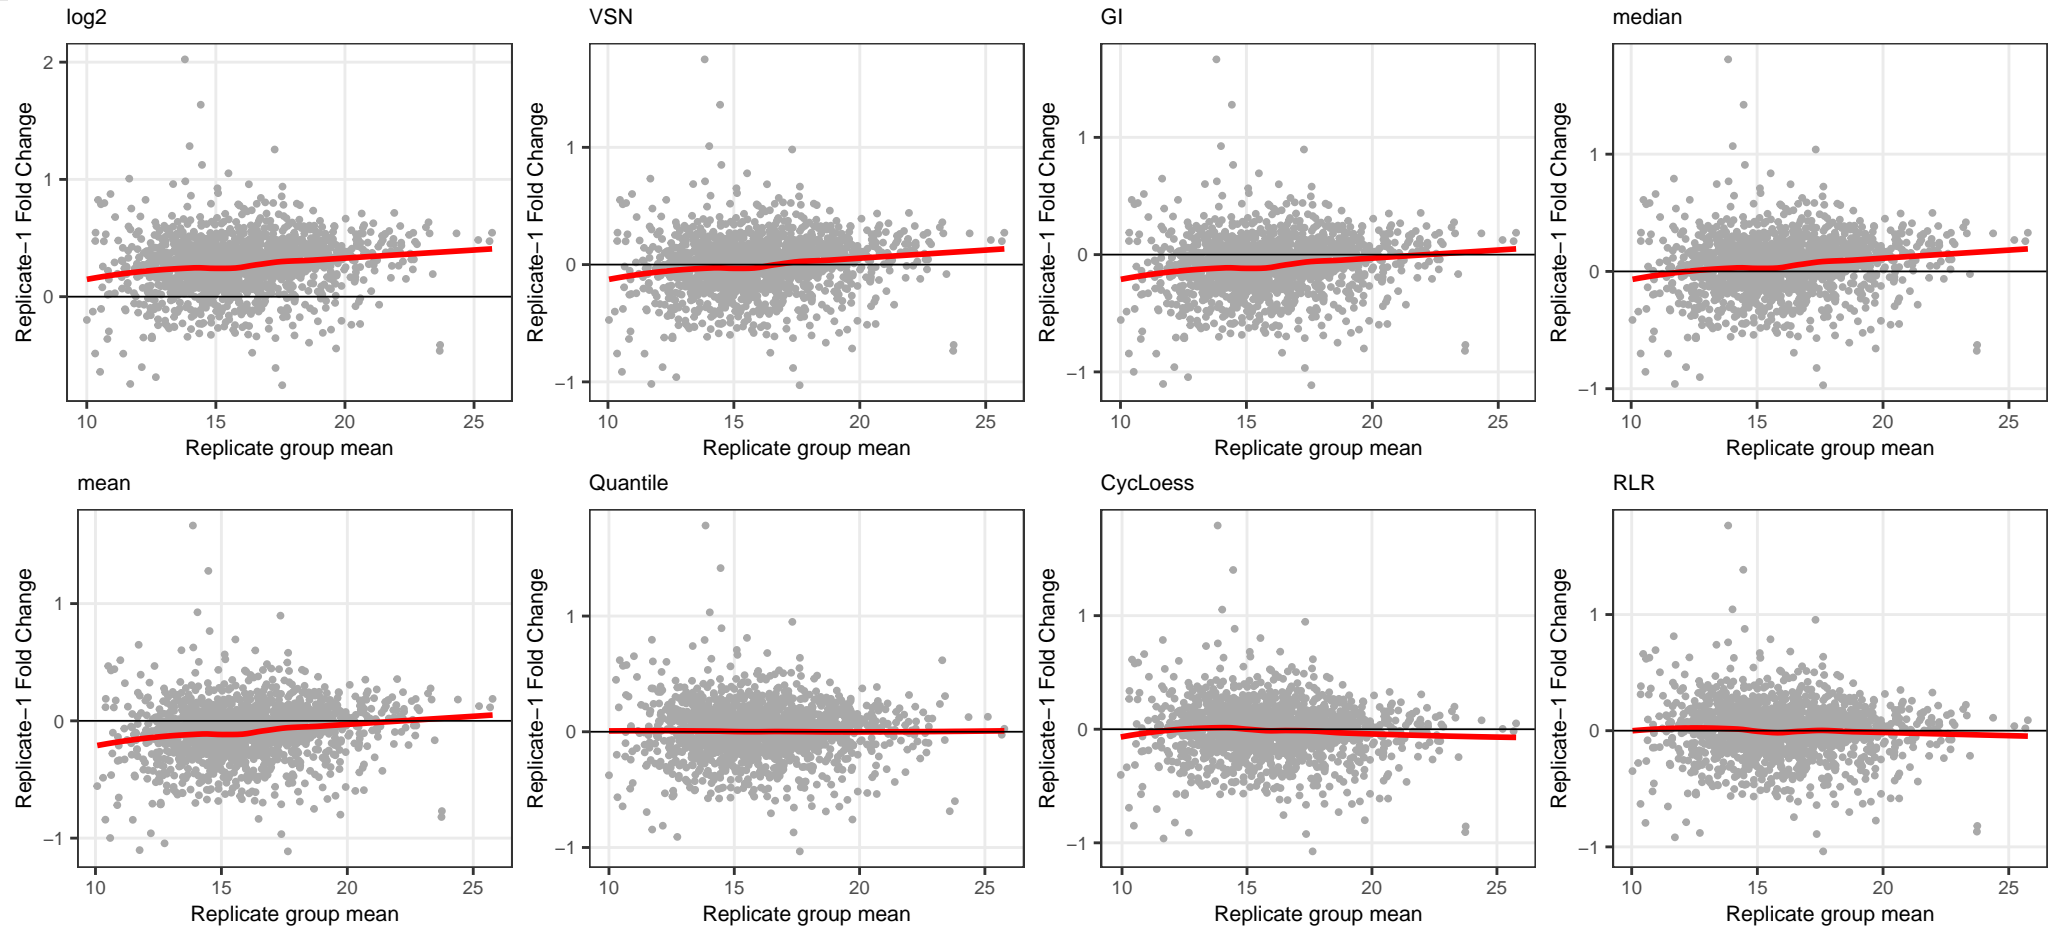 log2
VSN
GI
median
Replicate−1 Fold Change
2
1
0
10 15 20 25
Replicate group mean
Replicate−1 Fold Change
1
0
−1
10 15 20 25
Replicate group mean
Replicate−1 Fold Change
1
0
−1
10 15 20 25
Replicate group mean
Replicate−1 Fold Change
1
0
−1
10 15 20 25
Replicate group mean
mean
Quantile
CycLoess
RLR
Replicate−1 Fold Change
1
0
−1
10 15 20 25
Replicate group mean
Replicate−1 Fold Change
1
0
−1
10 15 20 25
Replicate group mean
Replicate−1 Fold Change
1
0
−1
10 15 20 25
Replicate group mean
Replicate−1 Fold Change
1
0
−1
10 15 20 25
Replicate group mean